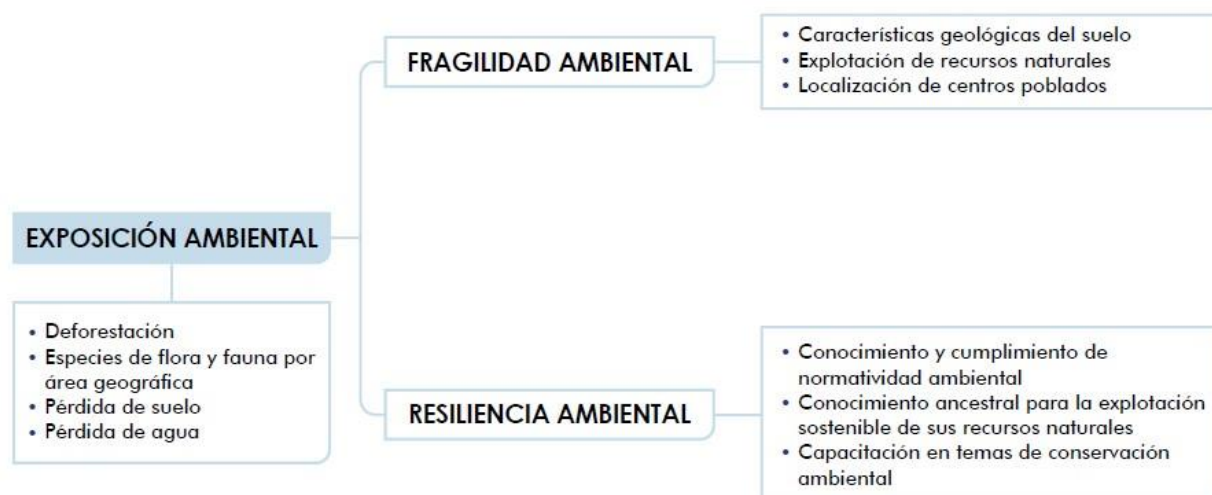 FRAGILIDAD AMBIENTAL
• Características geológicas del suelo
• Explotación de recursos naturales
• Localización de centros poblados
EXPOSICIÓN AMBIENTAL
• Deforestación
• Especies de flora y fauna por
área geográfica
• Pérdida de suelo
• Pérdida de agua
RESILIENCIA AMBIENTAL
• Conocimiento y cumplimiento de
normatividad ambiental
• Conocimiento ancestral para la explotación
sostenible de sus recursos naturales
• Capacitación en temas de conservación
ambiental